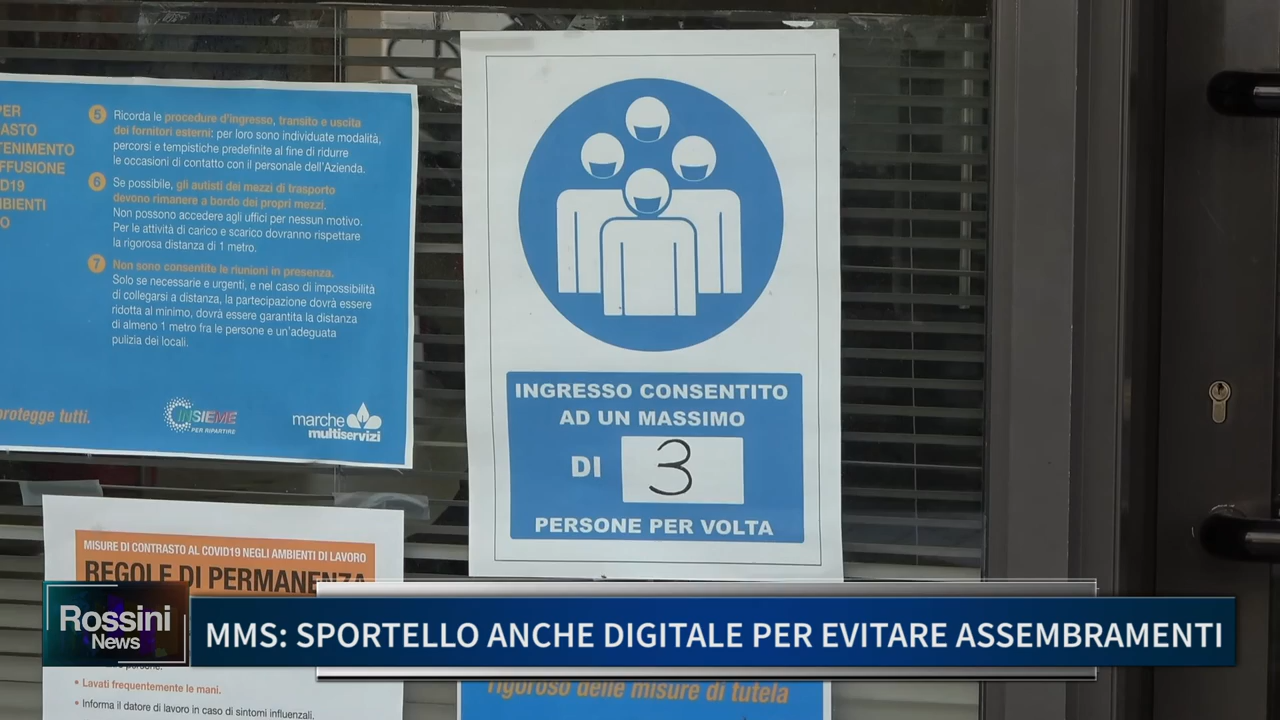 PER
TENIMENTO
5 Ricorda le procedure d'ingresso, transito e uscita
dei fornitori esterni: per loro sono individuate modalità,
percorsi e tempistiche predefinite al fine di ridurre
le occasioni di contatto con il personale dell'Azienda.
6 Se possibile, gli autisti dei mezzi di trasporto
devono rimanere a bordo dei propri mezzi.
Non possono accedere agli uffici per nessun motivo.
Per le attività di carico e scarico dovranno rispettare
la rigorosa distanza di 1 metro.
7 Non sono consentite le riunioni in presenza.
Solo se necessarie e urgenti, e nel caso di impossibilità
di collegarsi a distanza, la partecipazione dovrà essere
ridotta al minimo, dovrà essere garantita la distanza
di almeno 1 metro fra le persone e un'adeguata
pulizia dei locali.
protegge tutti.
INSIEME
PER RIPARTIRE
marche
multiservizi
INGRESSO CONSENTITO
AD UN MASSIMO
DI 3
PERSONE PER VOLTA
MISURE DI CONTRASTO AL COVID19 NEGLI AMBIENTI DI LAVORO
REGOLE DI PERMANENZA
Rossini
News
MMS: SPORTELLO ANCHE DIGITALE PER EVITARE ASSEMBRAMENTI
persone.
• Lavati frequentemente le mani.
• Informa il datore di lavoro in caso di sintomi influenzali.
rigoroso delle misure di tutela